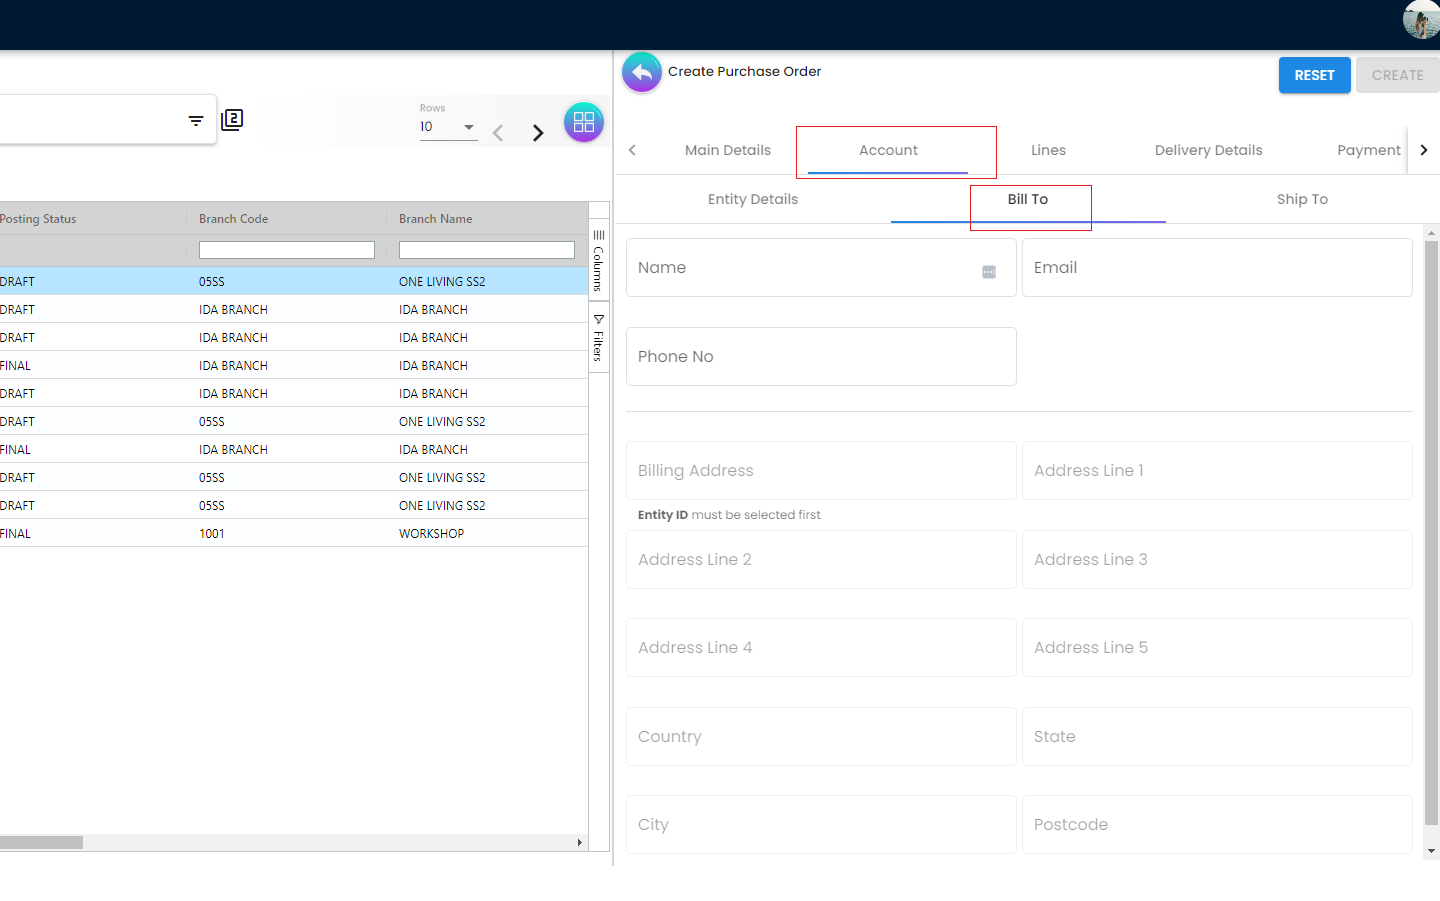 Create Purchase Order
RESET
CREATE
Rows
10
2
Main Details
Account
Lines
Delivery Details
Payment
Entity Details
Bill To
Ship To
Posting Status Branch Code Branch Name
DRAFT 05SS ONE LIVING SS2
DRAFT IDA BRANCH IDA BRANCH
DRAFT IDA BRANCH IDA BRANCH
FINAL IDA BRANCH IDA BRANCH
DRAFT IDA BRANCH IDA BRANCH
DRAFT 05SS ONE LIVING SS2
FINAL IDA BRANCH IDA BRANCH
DRAFT 05SS ONE LIVING SS2
DRAFT 05SS ONE LIVING SS2
FINAL 1001 WORKSHOP
Columns
Filters
Name
Email
Phone No
Billing Address
Address Line 1
Entity ID must be selected first
Address Line 2
Address Line 3
Address Line 4
Address Line 5
Country
State
City
Postcode